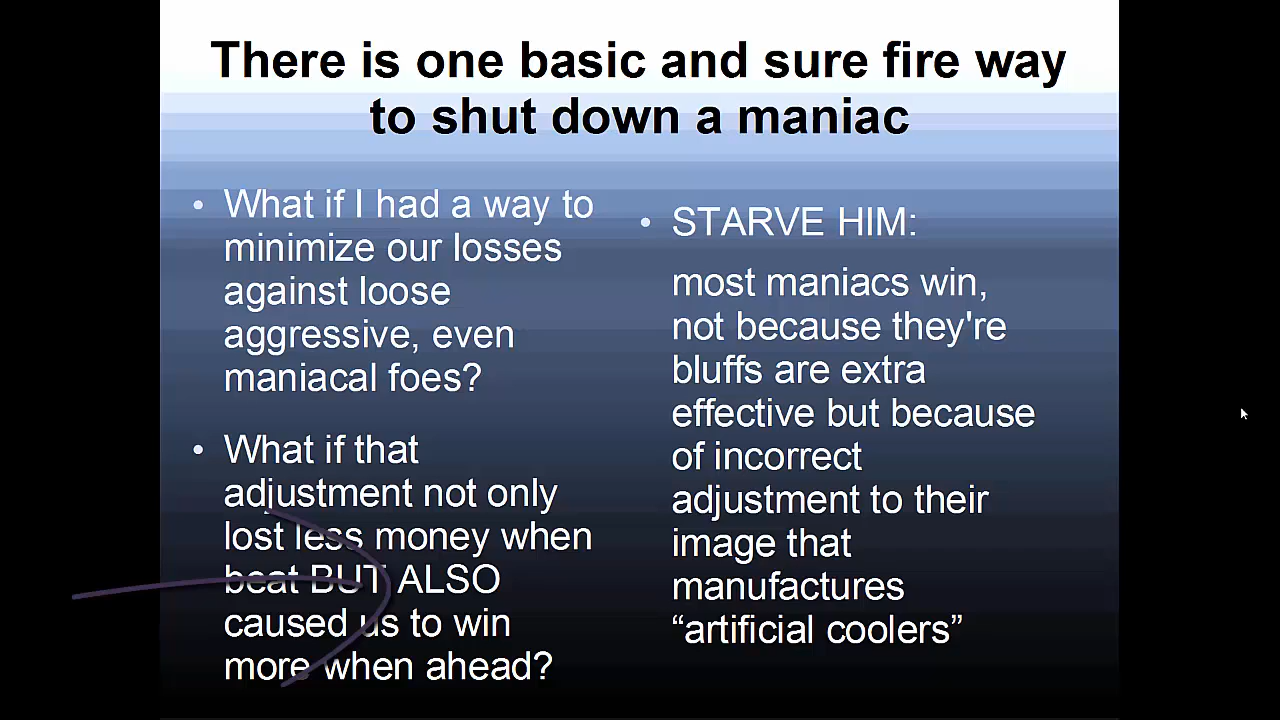 There is one basic and sure fire way
to shut down a maniac
• What if I had a way to
minimize our losses
against loose
aggressive, even
maniacal foes?
• What if that
adjustment not only
lost less money when
beat BUT ALSO
caused us to win
more when ahead?
• STARVE HIM:
most maniacs win,
not because they're
bluffs are extra
effective but because
of incorrect
adjustment to their
image that
manufactures
“artificial coolers”